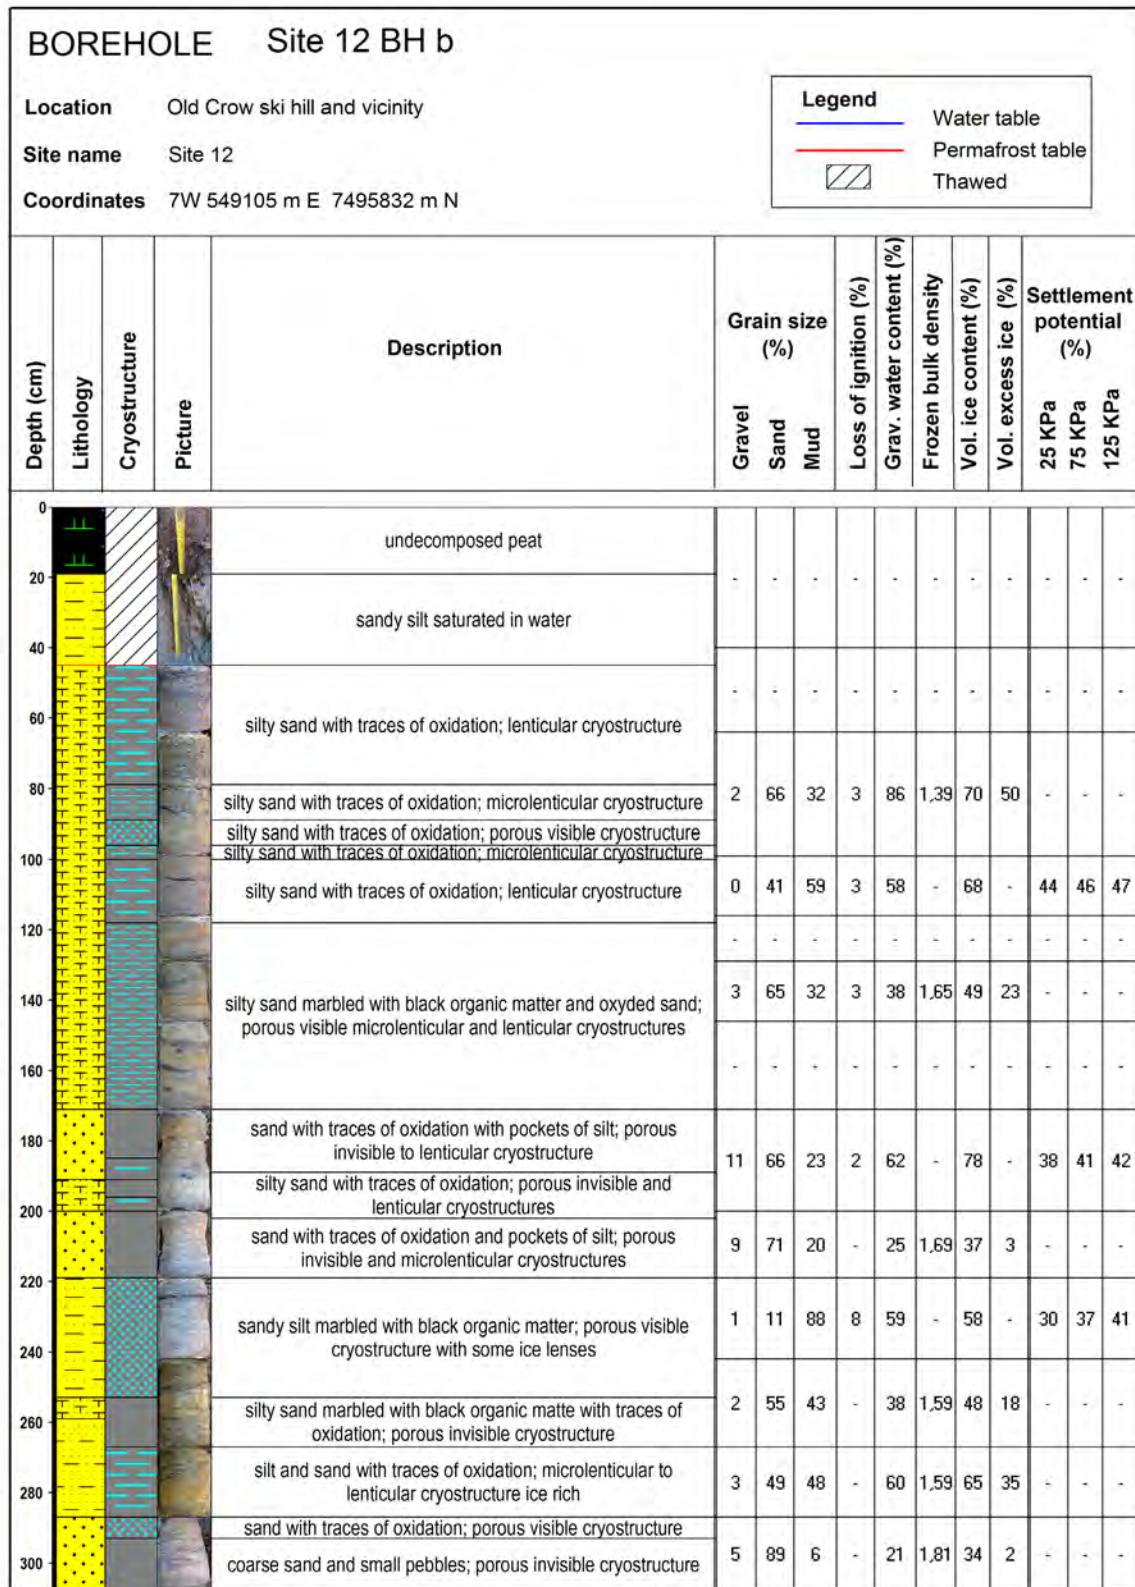 BOREHOLE Site 12 BH b
Location Old Crow ski hill and vicinity
Site name Site 12
Coordinates 7W 549105 m E 7495832 m N
Legend
Water table
Permafrost table
Thawed
Depth (cm)
Lithology
Cryostructure
Picture
Description
Grain size
(%)
Gravel
Sand
Mud
Loss of ignition (%)
Grav. water content (%)
Frozen bulk density
Vol. ice content (%)
Vol. excess ice (%)
Settlement
potential
(%)
25 KPa
75 KPa
125 KPa
0
undecomposed peat
20 - - - - - - - - - - -
sandy silt saturated in water
40
- - - - - - - - - - -
60
silty sand with traces of oxidation; lenticular cryostructure
80
silty sand with traces of oxidation; microlenticular cryostructure 2 66 32 3 86 1,39 70 50 - - -
silty sand with traces of oxidation; porous visible cryostructure
silty sand with traces of oxidation; microlenticular cryostructure
100
silty sand with traces of oxidation; lenticular cryostructure 0 41 59 3 58 - 68 - 44 46 47
120 - - - - - - - - - - -
140 3 65 32 3 38 1,65 49 23 - - -
silty sand marbled with black organic matter and oxyded sand;
porous visible microlenticular and lenticular cryostructures
160 - - - - - - - - - - -
180
sand with traces of oxidation with pockets of silt; porous
invisible to lenticular cryostructure
11 66 23 2 62 - 78 - 38 41 42
silty sand with traces of oxidation; porous invisible and
lenticular cryostructures
200
sand with traces of oxidation and pockets of silt; porous
invisible and microlenticular cryostructures
9 71 20 - 25 1,69 37 3 - - -
220
sandy silt marbled with black organic matter; porous visible
cryostructure with some ice lenses
1 11 88 8 59 - 58 - 30 37 41
240
silty sand marbled with black organic matte with traces of
oxidation; porous invisible cryostructure
2 55 43 - 38 1,59 48 18 - - -
260
silt and sand with traces of oxidation; microlenticular to
lenticular cryostructure ice rich
3 49 48 - 60 1,59 65 35 - - -
280
sand with traces of oxidation; porous visible cryostructure
300 coarse sand and small pebbles; porous invisible cryostructure 5 89 6 - 21 1,81 34 2 - - -